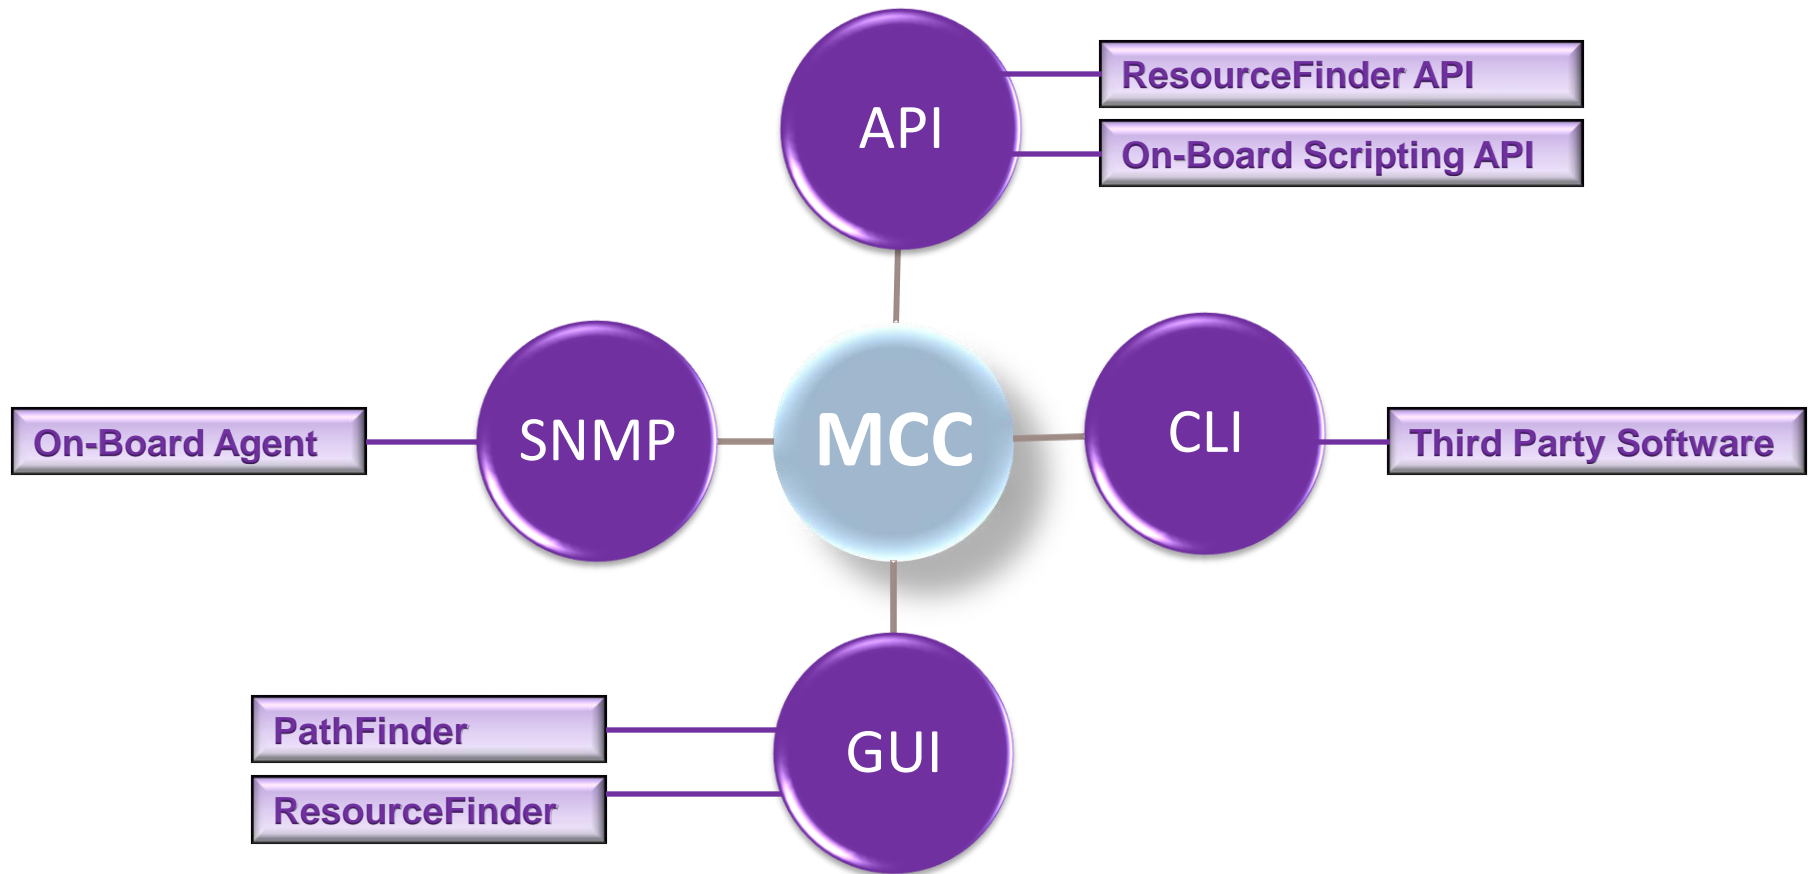 API
ResourceFinder API
On-Board Scripting API
On-Board Agent
SNMP
MCC
CLI
Third Party Software
PathFinder
ResourceFinder
GUI